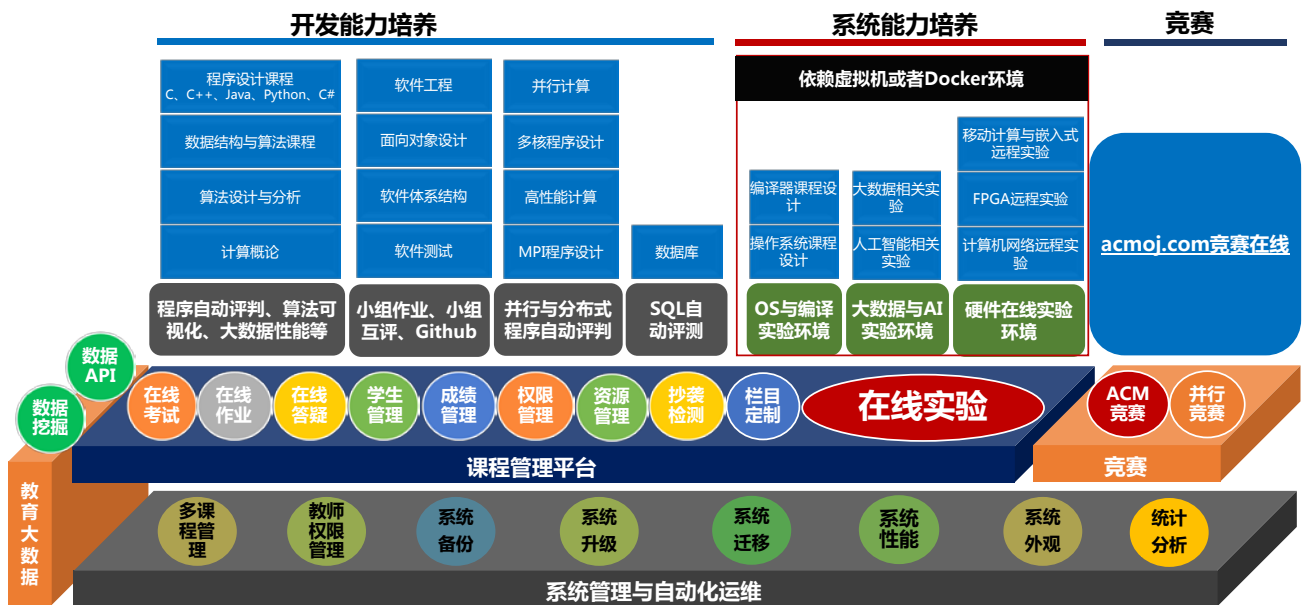 开发能力培养
系统能力培养
竞赛
程序设计课程
C、C++、Java、Python、C#
数据结构与算法课程
算法设计与分析
计算概论
程序自动评判、算法可
视化、大数据性能等
软件工程
面向对象设计
软件体系结构
软件测试
小组作业、小组
互评、Github
并行计算
多核程序设计
高性能计算
MPI程序设计
并行与分布式
程序自动评判
数据库
SQL自
动评测
依赖虚拟机或者Docker环境
编译器课程设
计
操作系统课程
设计
OS与编译
实验环境
大数据相关实
验
人工智能相关
实验
大数据与AI
实验环境
移动计算与嵌入式
远程实验
FPGA远程实验
计算机网络远程实
验
硬件在线实验
环境
acmoj.com竞赛在线
数据
API
数据
挖掘
教
育
大
数
据
在线
考试
在线
作业
在线
答疑
学生
管理
成绩
管理
权限
管理
资源
管理
抄袭
检测
栏目
定制
在线实验
课程管理平台
ACM
竞赛
并行
竞赛
竞赛
多课
程管
理
教师
权限
管理
系统
备份
系统
升级
系统
迁移
系统
性能
系统
外观
统计
分析
系统管理与自动化运维